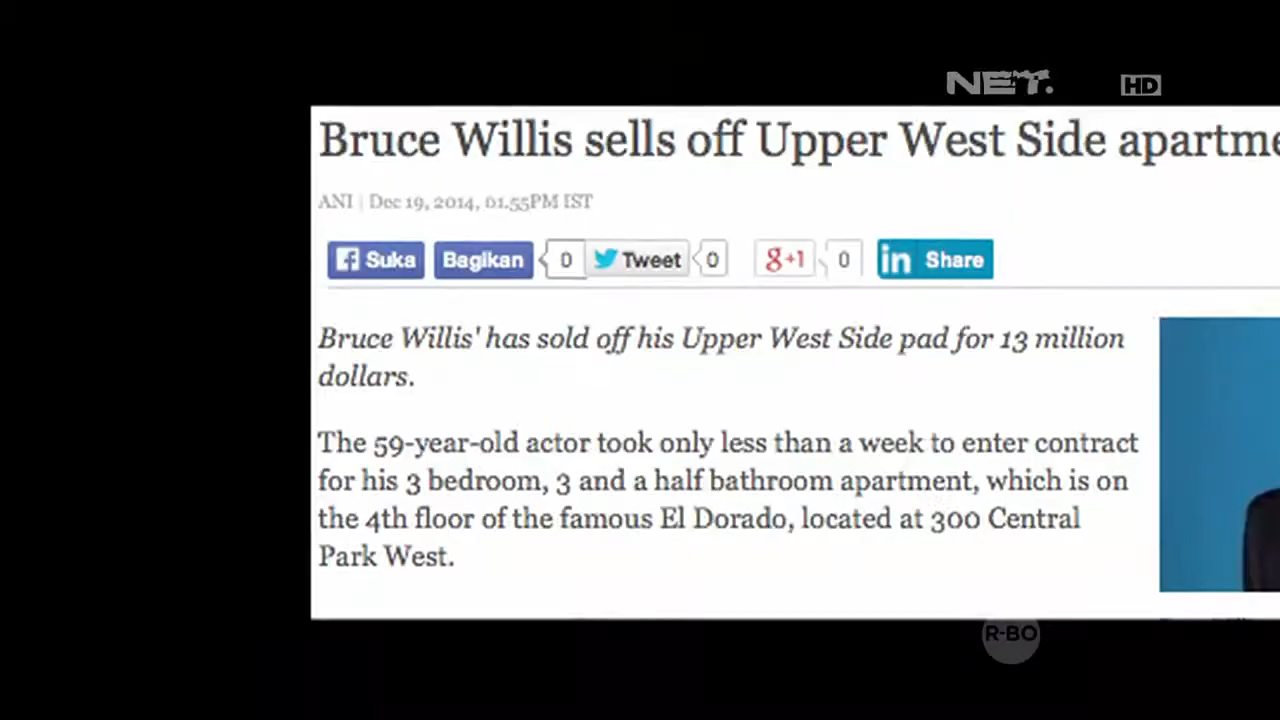 NET.
HD
Bruce Willis sells off Upper West Side apartme
ANI | Dec 19, 2014, 01.55PM IST
Suka Bagikan 0 Tweet 0 g+1 0 in Share
Bruce Willis' has sold off his Upper West Side pad for 13 million
dollars.
The 59-year-old actor took only less than a week to enter contract
for his 3 bedroom, 3 and a half bathroom apartment, which is on
the 4th floor of the famous El Dorado, located at 300 Central
Park West.
R-BO